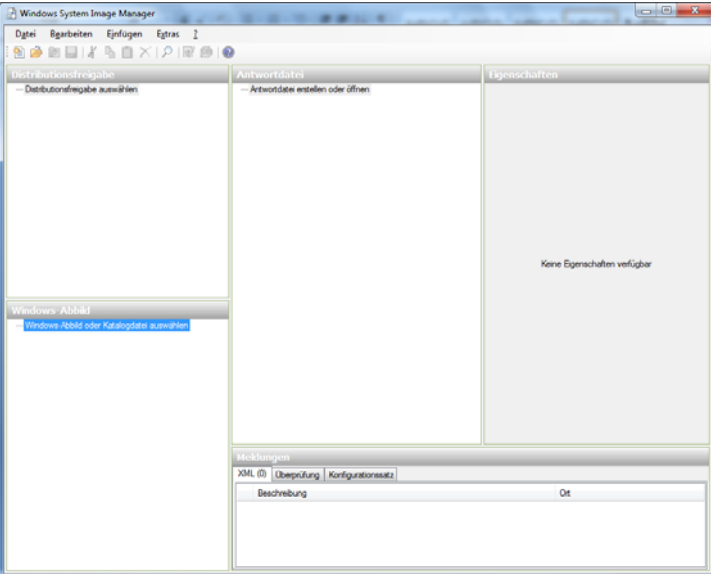 Windows System Image Manager
Datei Bearbeiten Einfügen Extras ?
Distributionsfreigabe
Distributionsfreigabe auswählen
Antwortdatei
Antwortdatei erstellen oder öffnen
Eigenschaften
Keine Eigenschaften verfügbar
Windows-Abbild
Windows-Abbild oder Katalogdatei auswählen
Meldungen
XML (0) Überprüfung Konfigurationssatz
Beschreibung Ort